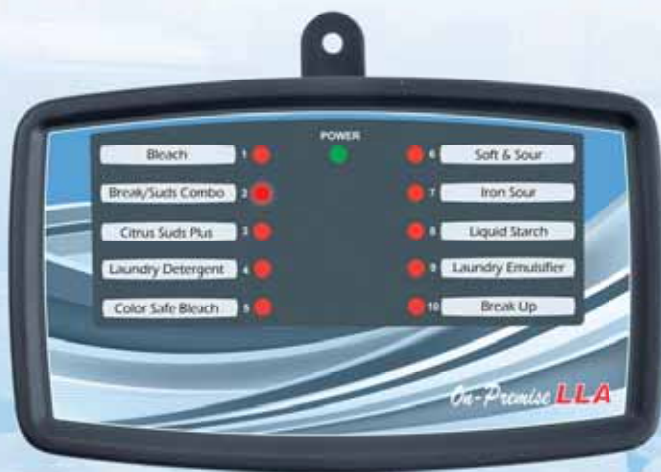 POWER
Bleach 1
Break/Suds Combo 2
Citrus Suds Plus 3
Laundry Detergent 4
Color Safe Bleach 5
6 Soft & Sour
7 Iron Sour
8 Liquid Starch
9 Laundry Emulsifier
10 Break Up
On-Premise LLA